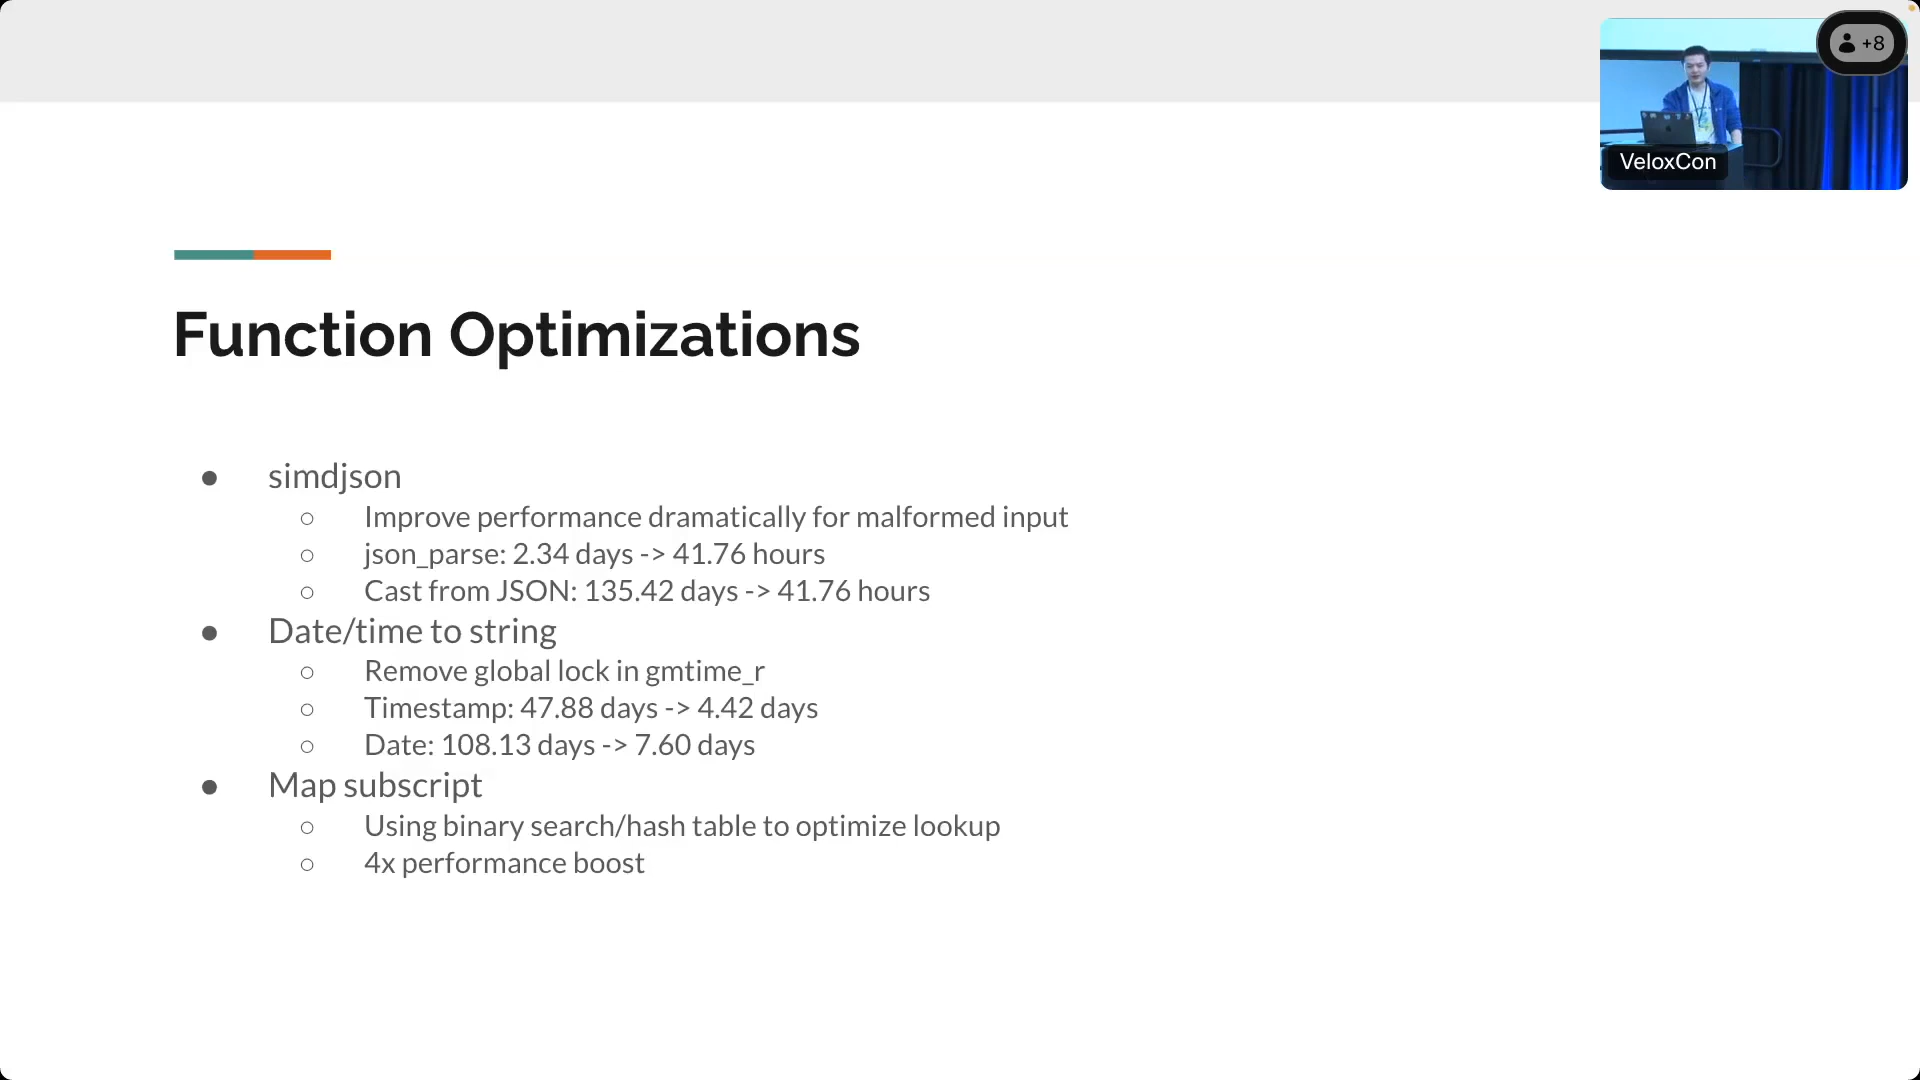 +8
VeloxCon
Function Optimizations
● simdjson
○ Improve performance dramatically for malformed input
○ json_parse: 2.34 days -> 41.76 hours
○ Cast from JSON: 135.42 days -> 41.76 hours
● Date/time to string
○ Remove global lock in gmtime_r
○ Timestamp: 47.88 days -> 4.42 days
○ Date: 108.13 days -> 7.60 days
● Map subscript
○ Using binary search/hash table to optimize lookup
○ 4x performance boost